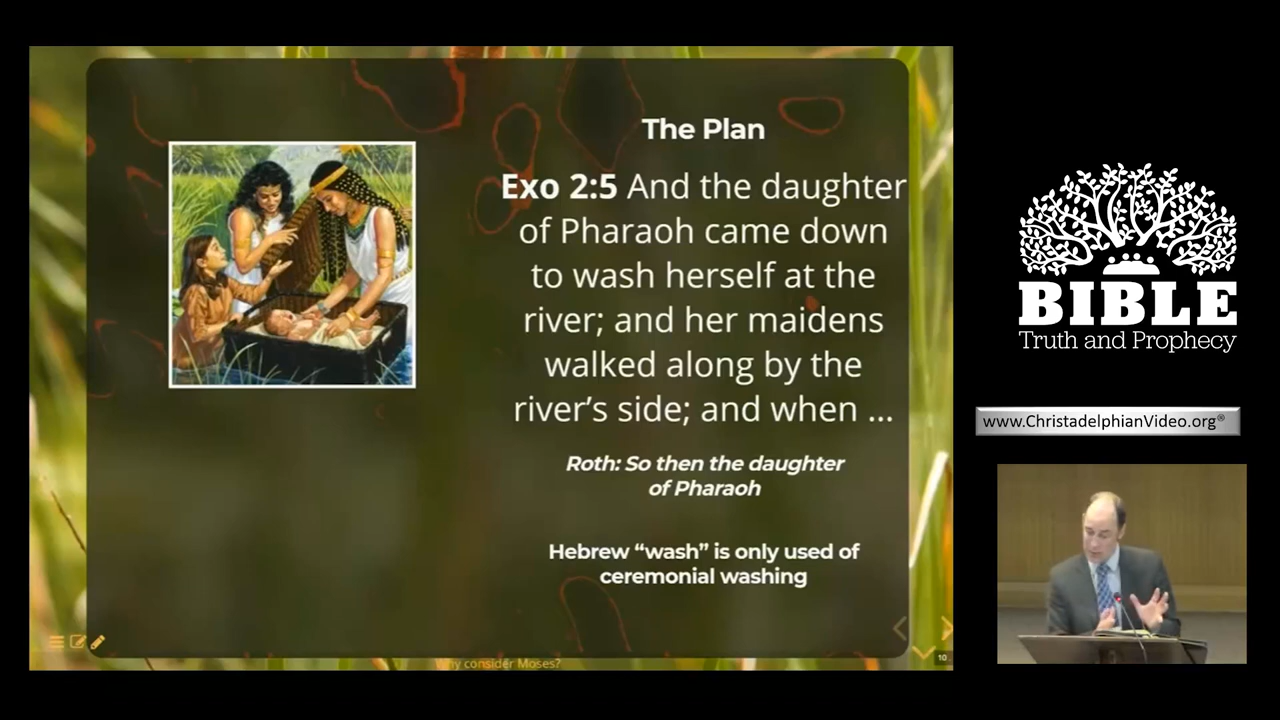 The Plan
Exo 2:5 And the daughter
of Pharaoh came down
to wash herself at the
river; and her maidens
walked along by the
river’s side; and when ...
Roth: So then the daughter
of Pharaoh
Hebrew “wash” is only used of
ceremonial washing
10
Why consider Moses?
BIBLE
Truth and Prophecy
www.ChristadelphianVideo.org®